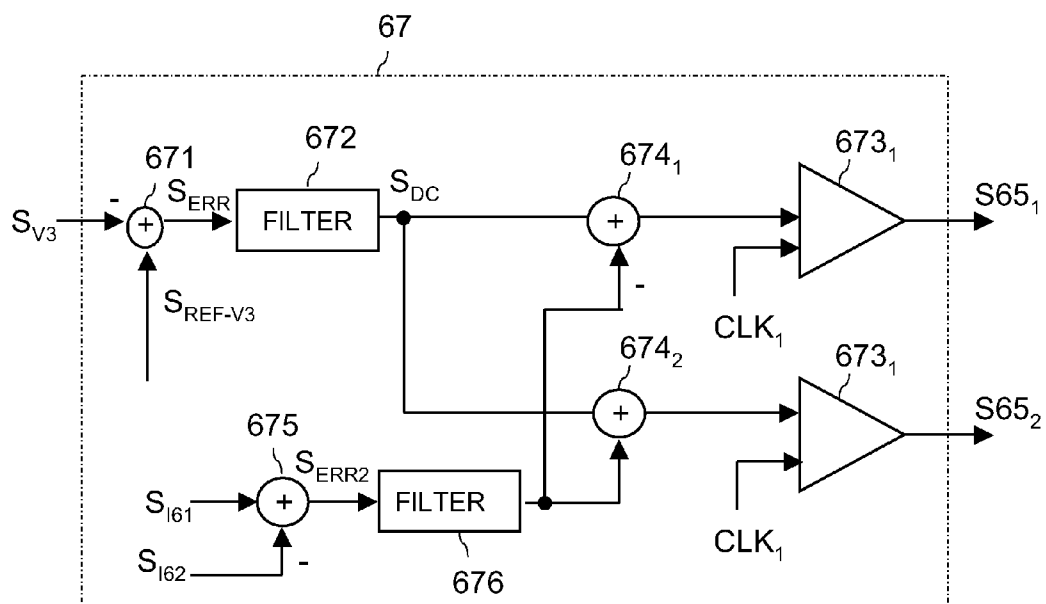 67
671
672
674₁
673₁
S_ERR
S_DC
S65₁
S_V3
-
+
FILTER
+
S_REF-V3
-
CLK₁
674₂
673₁
675
+
S65₂
S_ERR2
S_I61
+
FILTER
CLK₁
S_I62
-
676